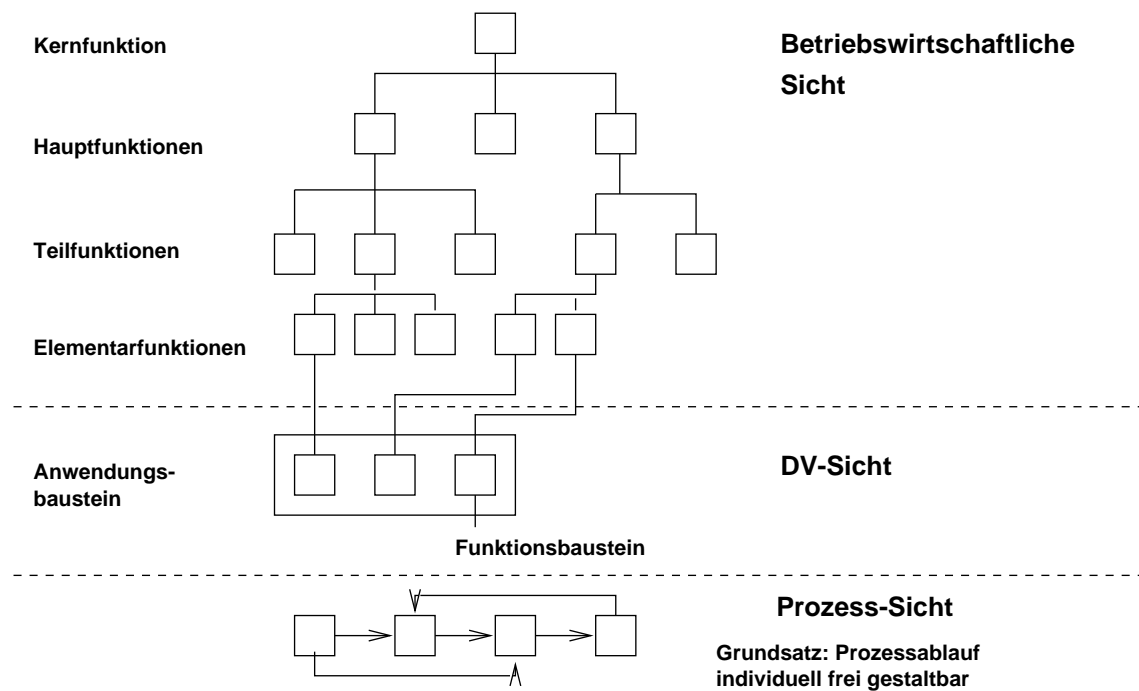 Kernfunktion
Betriebswirtschaftliche
Sicht
Hauptfunktionen
Teilfunktionen
Elementarfunktionen
Anwendungs-
baustein
DV-Sicht
Funktionsbaustein
Prozess-Sicht
Grundsatz: Prozessablauf
individuell frei gestaltbar